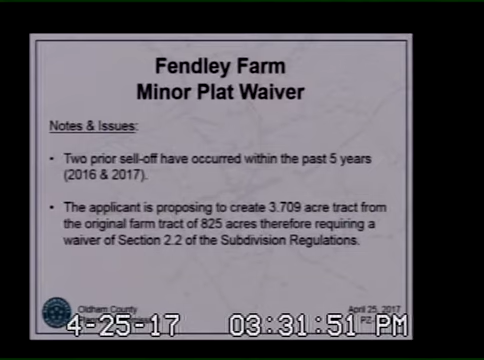 Fendley Farm
Minor Plat Waiver
Notes & Issues:
• Two prior sell-off have occurred within the past 5 years
(2016 & 2017).
• The applicant is proposing to create 3.709 acre tract from
the original farm tract of 825 acres therefore requiring a
waiver of Section 2.2 of the Subdivision Regulations.
Oldham County
April 25, 2017
4-25-17 03:31:51 PM